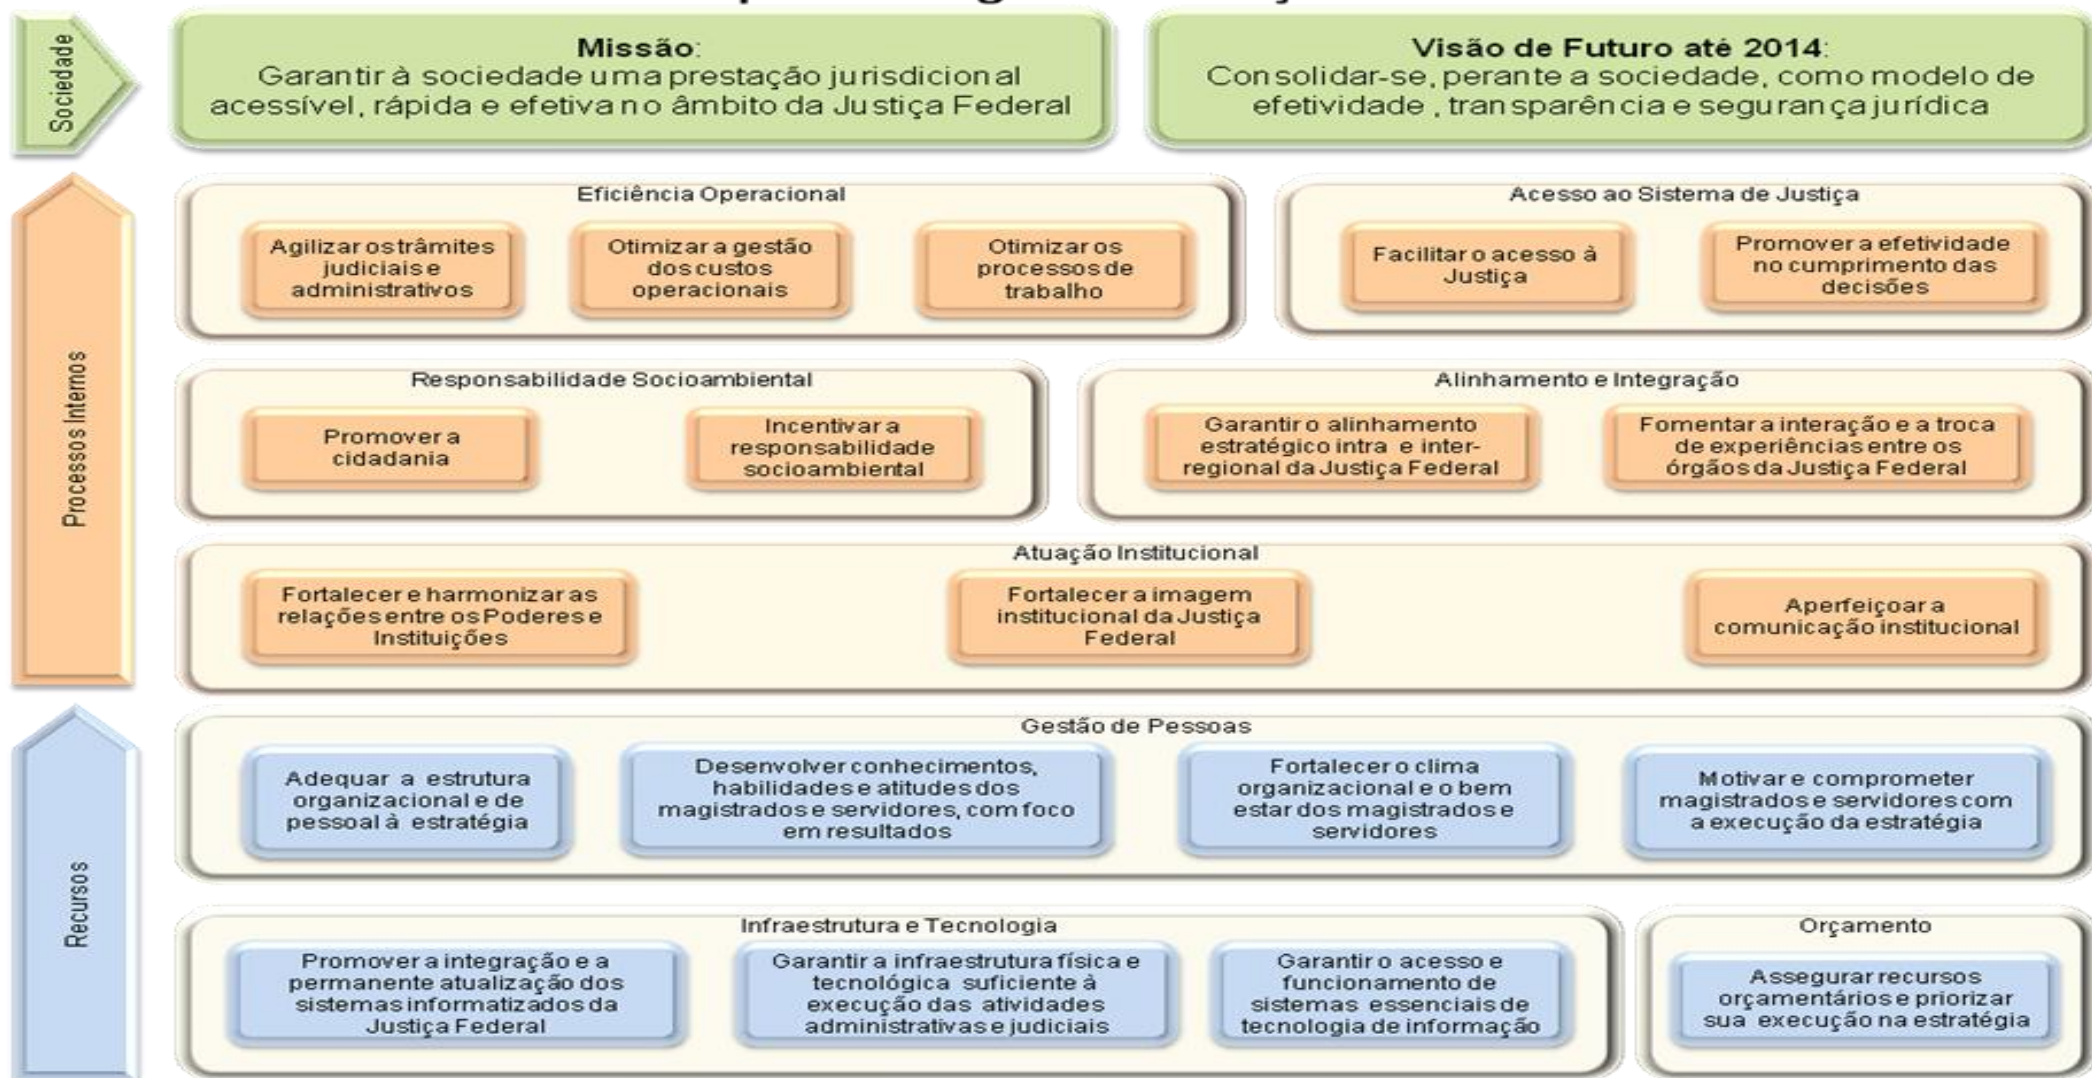 Sociedade
Missão:
Garantir à sociedade uma prestação jurisdicional
acessível, rápida e efetiva no âmbito da Justiça Federal
Visão de Futuro até 2014:
Consolidar-se, perante a sociedade, como modelo de
efetividade , transparência e segurança jurídica
Processos Internos
Eficiência Operacional
Agilizar os trâmites
judiciais e
administrativos
Otimizar a gestão
dos custos
operacionais
Otimizar os
processos de
trabalho
Acesso ao Sistema de Justiça
Facilitar o acesso à
Justiça
Promover a efetividade
no cumprimento das
decisões
Responsabilidade Socioambiental
Promover a
cidadania
Incentivar a
responsabilidade
socioambiental
Alinhamento e Integração
Garantir o alinhamento
estratégico intra e inter-
regional da Justiça Federal
Fomentar a interação e a troca
de experiências entre os
órgãos da Justiça Federal
Atuação Institucional
Fortalecer e harmonizar as
relações entre os Poderes e
Instituições
Fortalecer a imagem
institucional da Justiça
Federal
Aperfeiçoar a
comunicação institucional
Recursos
Gestão de Pessoas
Adequar a estrutura
organizacional e de
pessoal à estratégia
Desenvolver conhecimentos,
habilidades e atitudes dos
magistrados e servidores, com foco
em resultados
Fortalecer o clima
organizacional e o bem
estar dos magistrados e
servidores
Motivar e comprometer
magistrados e servidores com
a execução da estratégia
Infraestrutura e Tecnologia
Promover a integração e a
permanente atualização dos
sistemas informatizados da
Justiça Federal
Garantir a infraestrutura física e
tecnológica suficiente à
execução das atividades
administrativas e judiciais
Garantir o acesso e
funcionamento de
sistemas essenciais de
tecnologia de informação
Orçamento
Assegurar recursos
orçamentários e priorizar
sua execução na estratégia